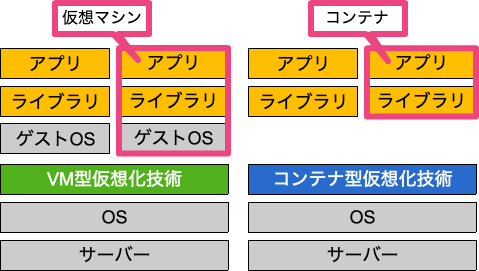 仮想マシン
コンテナ
アプリ
アプリ
アプリ
アプリ
ライブラリ
ライブラリ
ライブラリ
ライブラリ
ゲストOS
ゲストOS
VM型仮想化技術
コンテナ型仮想化技術
OS
OS
サーバー
サーバー